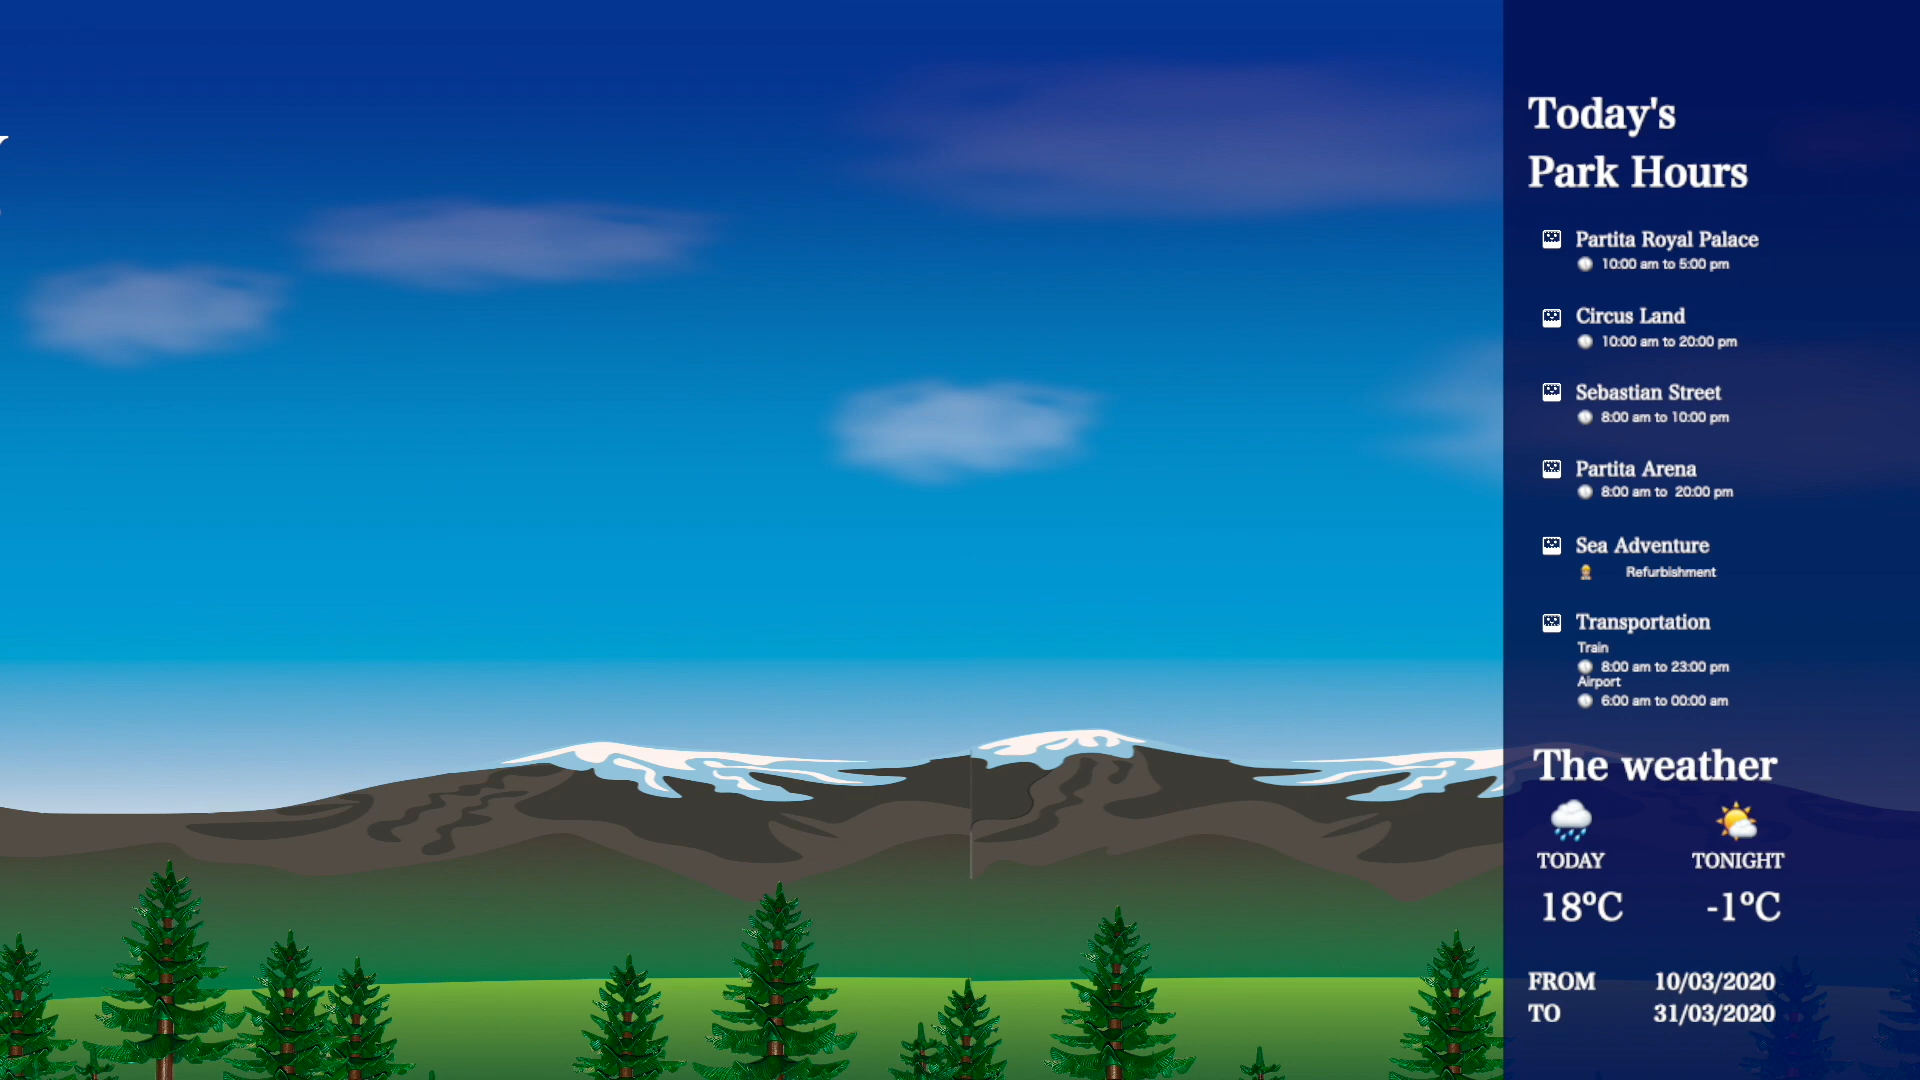 Today's
Park Hours
Partita Royal Palace
10:00 am to 5:00 pm
Circus Land
10:00 am to 20:00 pm
Sebastian Street
8:00 am to 10:00 pm
Partita Arena
8:00 am to 20:00 pm
Sea Adventure
Refurbishment
Transportation
Train
8:00 am to 23:00 pm
Airport
6:00 am to 00:00 am
The weather
TODAY TONIGHT
18ºC -1ºC
FROM 10/03/2020
TO 31/03/2020